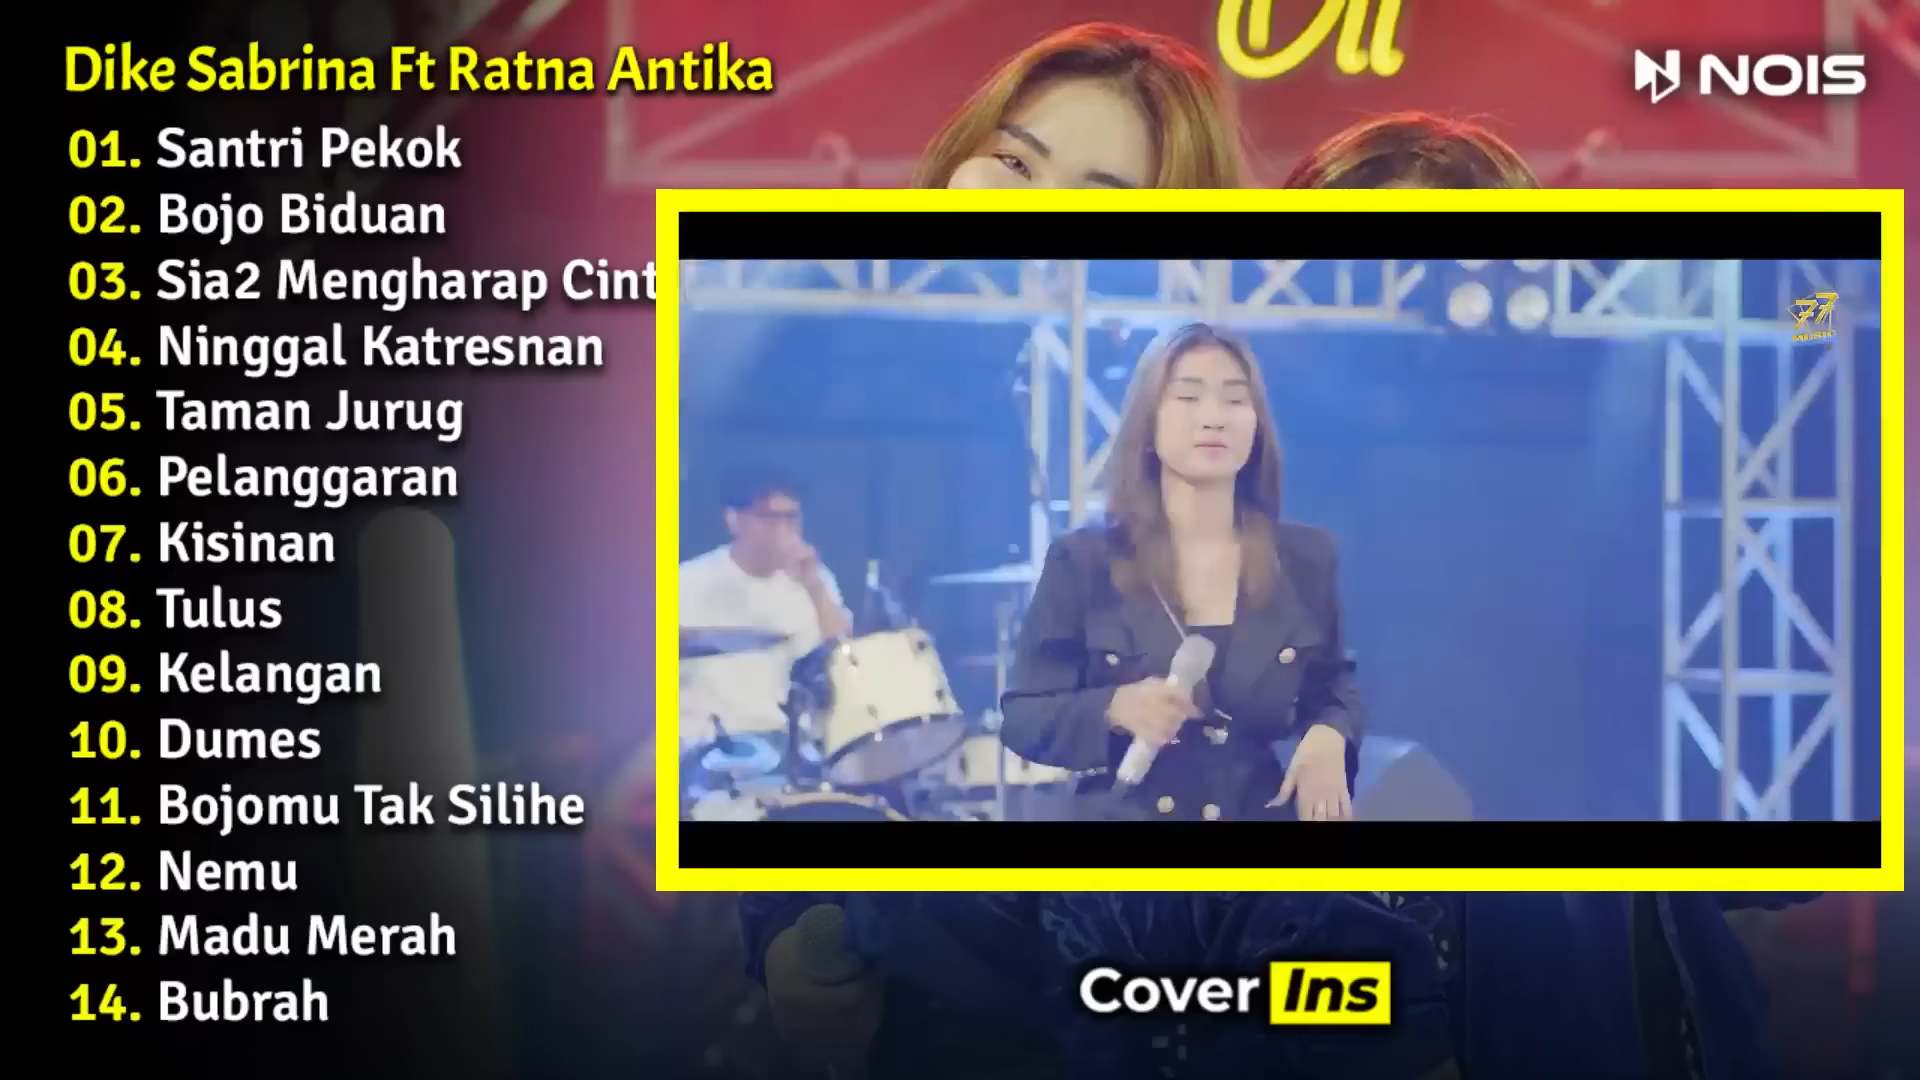 Dike Sabrina Ft Ratna Antika
NOIS
01. Santri Pekok
02. Bojo Biduan
03. Sia2 Mengharap Cint
04. Ninggal Katresnan
05. Taman Jurug
06. Pelanggaran
07. Kisinan
08. Tulus
09. Kelangan
10. Dumes
11. Bojomu Tak Silihe
12. Nemu
13. Madu Merah
14. Bubrah
77
Cover Ins